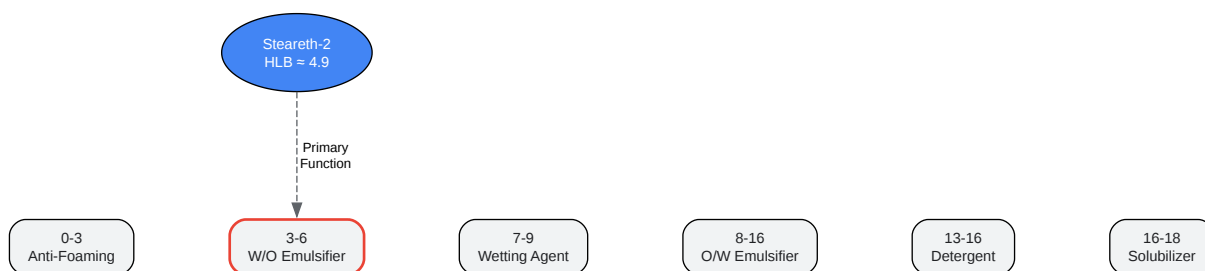 Steareth-2
HLB ≈ 4.9
Primary
Function
0-3
Anti-Foaming
3-6
W/O Emulsifier
7-9
Wetting Agent
8-16
O/W Emulsifier
13-16
Detergent
16-18
Solubilizer